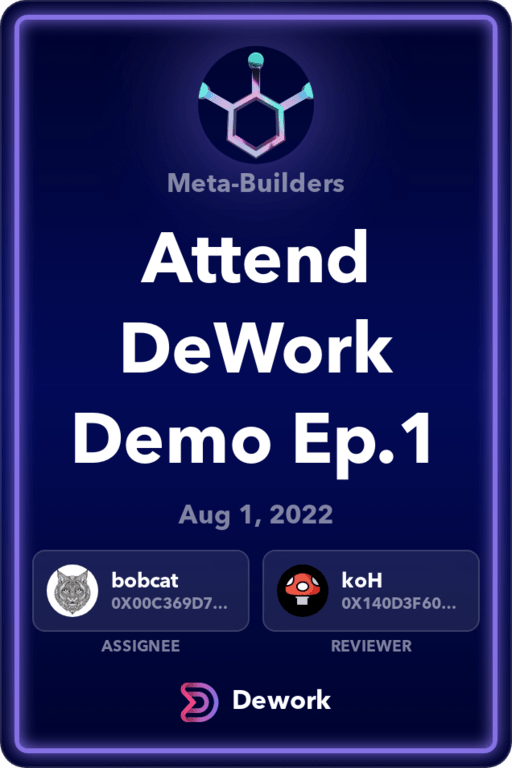 Meta-Builders
Attend
DeWork
Demo Ep.1
Aug 1, 2022
bobcat
0X00C369D7...
ASSIGNEE
koH
0X140D3F60...
REVIEWER
Dework